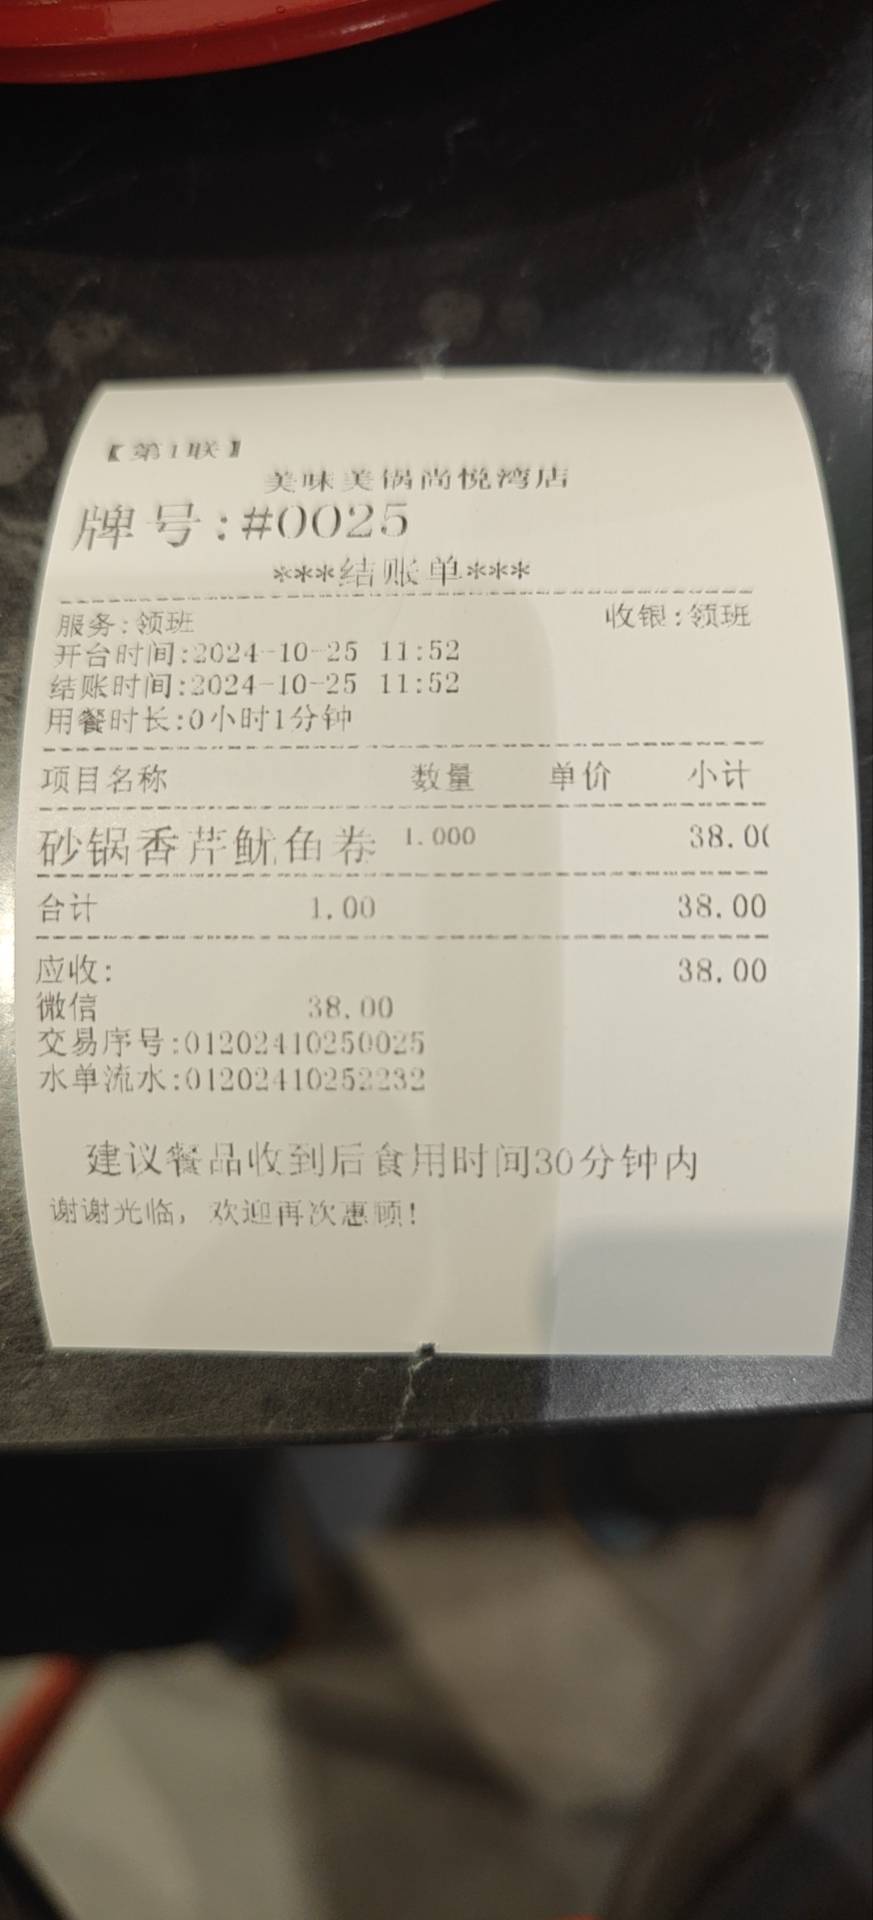 【第1联】
美味美锅尚悦湾店
牌号:#0025
***结账单***
服务:领班 收银:领班
开台时间:2024-10-25 11:52
结账时间:2024-10-25 11:52
用餐时长:0小时1分钟
项目名称 数量 单价 小计
砂锅香芹鱿鱼卷 1.000 38.0(
合计 1.00 38.00
应收: 38.00
微信 38.00
交易序号:01202410250025
水单流水:01202410252232
建议餐品收到后食用时间30分钟内
谢谢光临，欢迎再次惠顾!